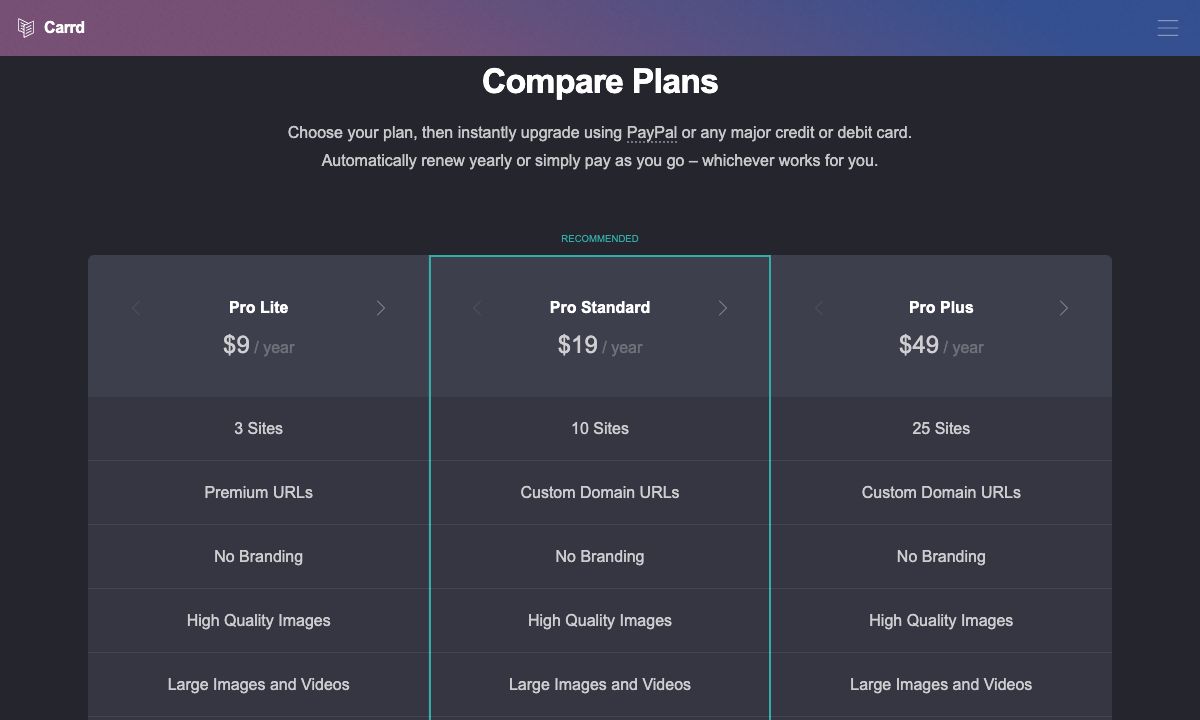 Carrd
Compare Plans
Choose your plan, then instantly upgrade using PayPal or any major credit or debit card.
Automatically renew yearly or simply pay as you go – whichever works for you.
RECOMMENDED
Pro Lite
$9 / year
3 Sites
Premium URLs
No Branding
High Quality Images
Large Images and Videos
Pro Standard
$19 / year
10 Sites
Custom Domain URLs
No Branding
High Quality Images
Large Images and Videos
Pro Plus
$49 / year
25 Sites
Custom Domain URLs
No Branding
High Quality Images
Large Images and Videos